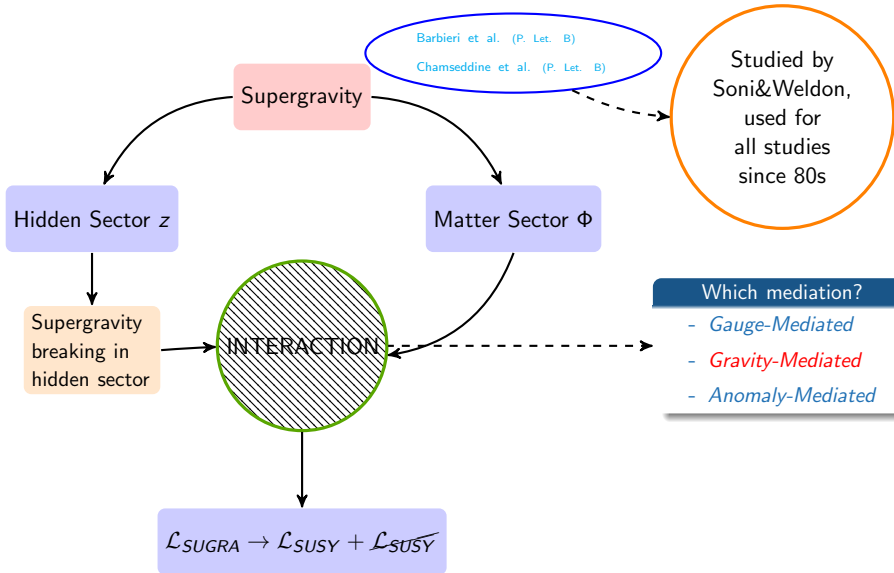 Barbieri et al. (P. Let. B)
Chamseddine et al. (P. Let. B)
Supergravity
Studied by
Soni&Weldon,
used for
all studies
since 80s
Hidden Sector z
Matter Sector Φ
Supergravity
breaking in
hidden sector
INTERACTION
Which mediation?
- Gauge-Mediated
- Gravity-Mediated
- Anomaly-Mediated
ℒ_SUGRA → ℒ_SUSY + ℒ_SUSY